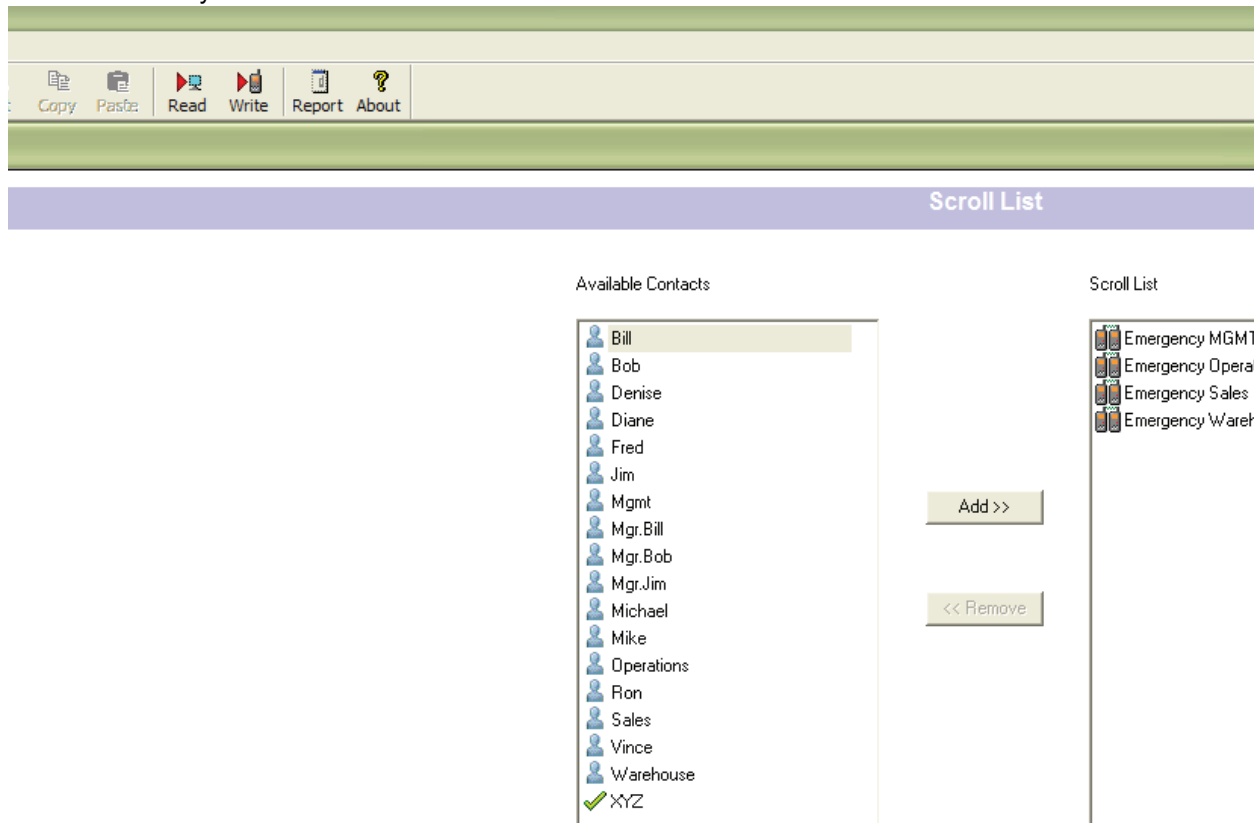 Copy Paste Read Write Report About
Scroll List
Available Contacts Scroll List
Bill Emergency MGMT
Bob Emergency
Denise Emergency Sales
Diane Emergency
Fred
Jim
Mgmt
Add >>
Mgr.Bill
Mgr.Bob
Mgr.Jim
Michael << Remove
Mike
Operations
Ron
Sales
Vince
Warehouse
XYZ